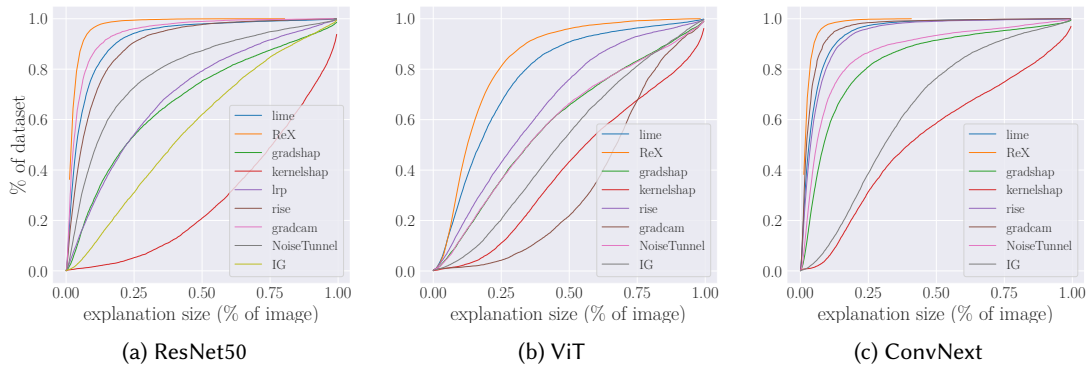 % of dataset
1.0
0.8
0.6
0.4
0.2
0.0
0.00 0.25 0.50 0.75 1.00
explanation size (% of image)
lime
ReX
gradshap
kernelshap
lrp
rise
gradcam
NoiseTunnel
IG
(a) ResNet50
1.0
0.8
0.6
0.4
0.2
0.0
0.00 0.25 0.50 0.75 1.00
explanation size (% of image)
lime
ReX
gradshap
kernelshap
rise
gradcam
NoiseTunnel
IG
(b) ViT
1.0
0.8
0.6
0.4
0.2
0.0
0.00 0.25 0.50 0.75 1.00
explanation size (% of image)
lime
ReX
gradshap
kernelshap
rise
gradcam
NoiseTunnel
IG
(c) ConvNext